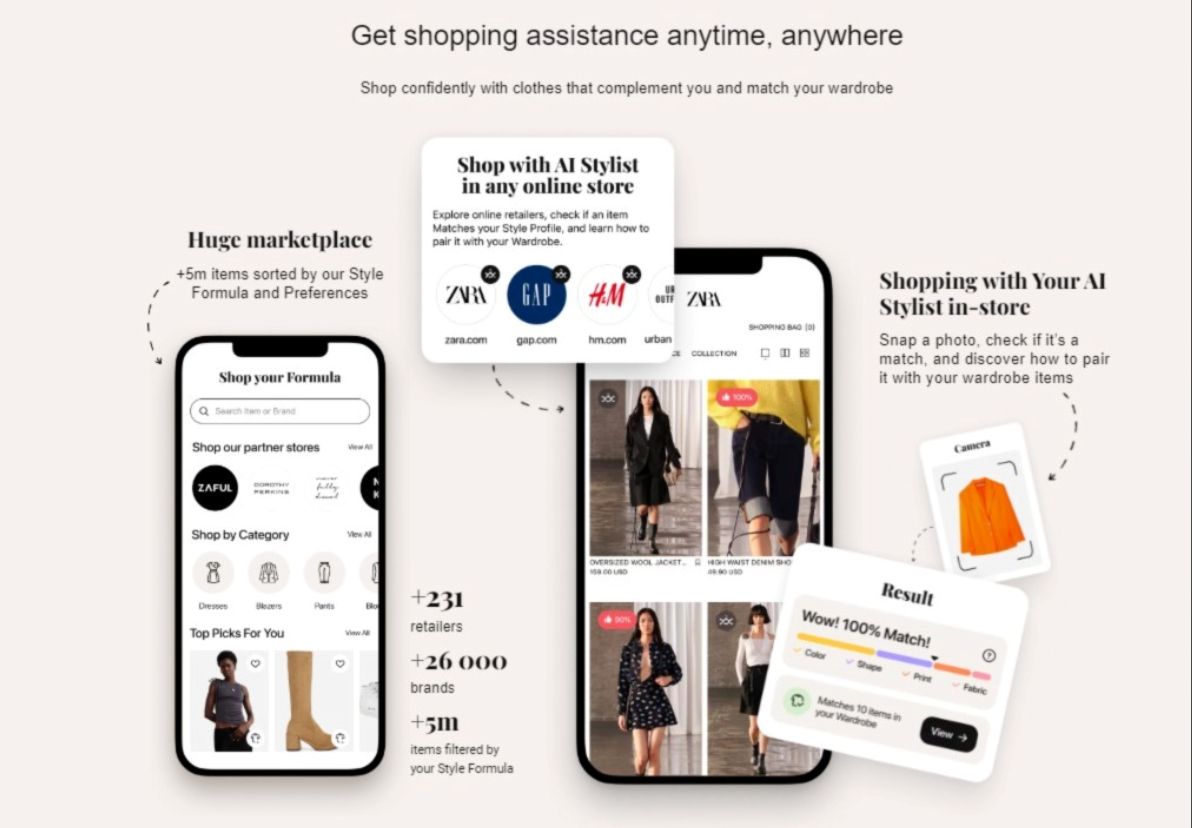 Get shopping assistance anytime, anywhere
Shop confidently with clothes that complement you and match your wardrobe
Huge marketplace
+5m items sorted by our Style
Formula and Preferences
Shop your Formula
Search Item or Brand
Shop our partner stores
View All
ZAFUL
DOROTHY
PERKINS
never
fully
dressed
N
K
Shop by Category
View All
Dresses
Blazers
Pants
Blo
Top Picks For You
View All
+231
retailers
+26 000
brands
+5m
items filtered by
your Style Formula
Shop with AI Stylist
in any online store
Explore online retailers, check if an item
Matches your Style Profile, and learn how to
pair it with your Wardrobe.
ZARA
GAP
H&M
UR
OUTF
zara.com
gap.com
hm.com
urban
ZARA
SHOPPING BAG (0)
CE
COLLECTION
100%
OVERSIZED WOOL JACKET...
159.00 USD
HIGH WAIST DENIM SHO
49.90 USD
90%
Shopping with Your AI
Stylist in-store
Snap a photo, check if it's a
match, and discover how to pair
it with your wardrobe items
Camera
Result
Wow! 100% Match!
?
Color
Shape
Print
Fabric
Matches 10 items in
your Wardrobe
View →